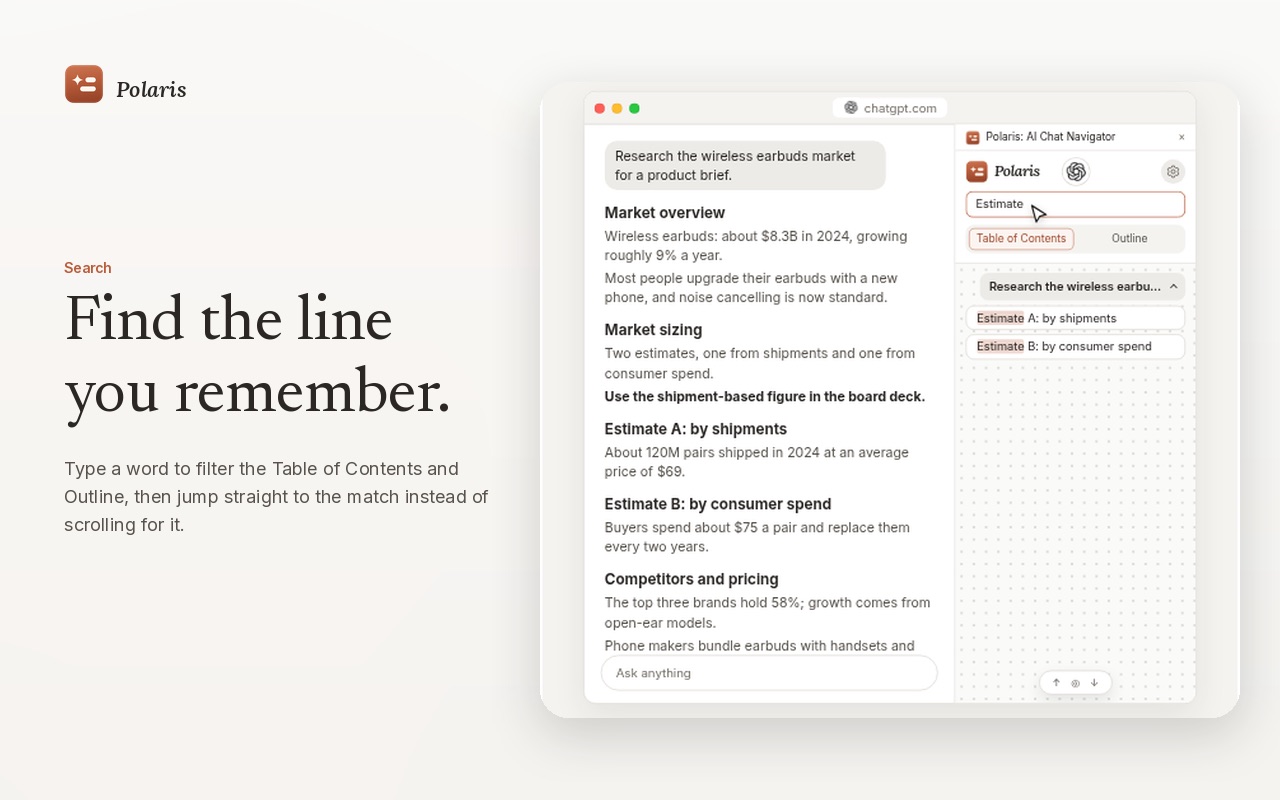 Polaris
Search
Find the line
you remember.
Type a word to filter the Table of Contents and
Outline, then jump straight to the match instead of
scrolling for it.
chatgpt.com
Research the wireless earbuds market
for a product brief.
Market overview
Wireless earbuds: about $8.3B in 2024, growing
roughly 9% a year.
Most people upgrade their earbuds with a new
phone, and noise cancelling is now standard.
Market sizing
Two estimates, one from shipments and one from
consumer spend.
Use the shipment-based figure in the board deck.
Estimate A: by shipments
About 120M pairs shipped in 2024 at an average
price of $69.
Estimate B: by consumer spend
Buyers spend about $75 a pair and replace them
every two years.
Competitors and pricing
The top three brands hold 58%; growth comes from
open-ear models.
Phone makers bundle earbuds with handsets and
Ask anything
Polaris: AI Chat Navigator
Polaris
Estimate
Table of Contents
Outline
Research the wireless earbu...
Estimate A: by shipments
Estimate B: by consumer spend